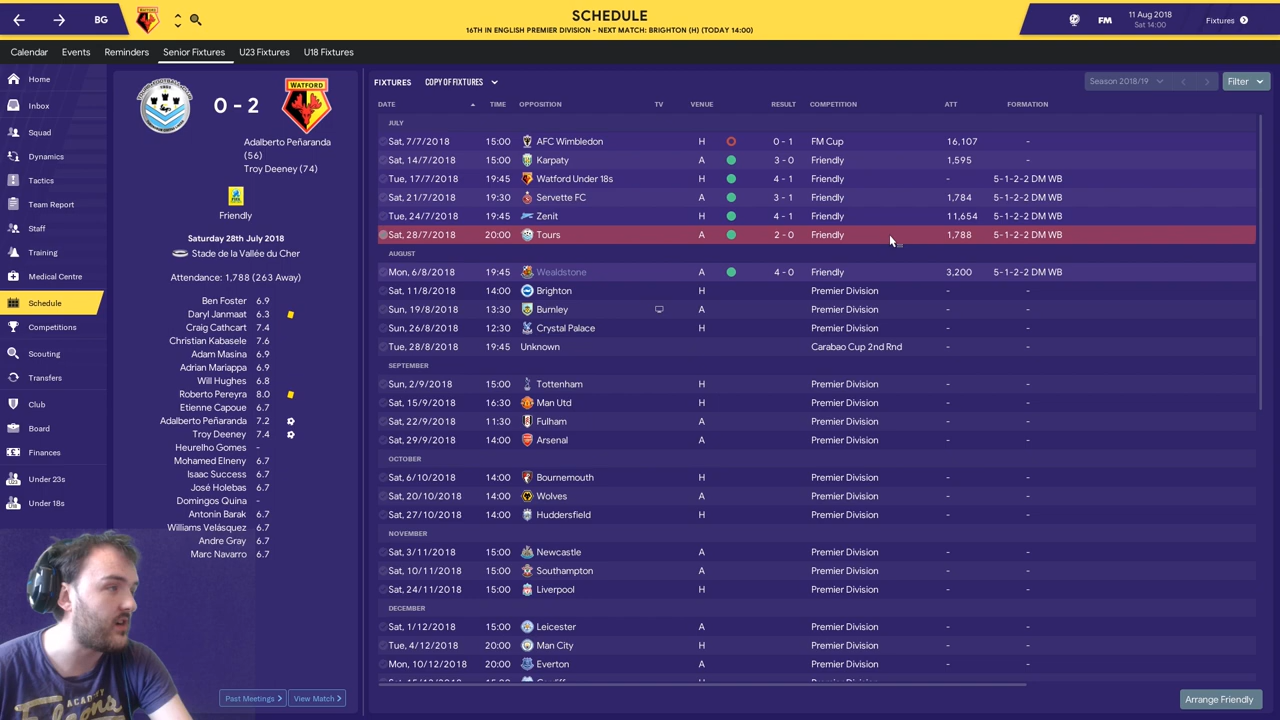 BG
SCHEDULE
16TH IN ENGLISH PREMIER DIVISION - NEXT MATCH: BRIGHTON (H) (TODAY 14:00)
FM
11 Aug 2018
Sat 14:00
Fixtures
Calendar Events Reminders Senior Fixtures U23 Fixtures U18 Fixtures
Home
Inbox
Squad
Dynamics
Tactics
Team Report
Staff
Training
Medical Centre
Schedule
Competitions
Scouting
Transfers
Club
Board
Finances
Under 23s
Under 18s
WATFORD
0 - 2
Adalberto Peñaranda
(56)
Troy Deeney (74)
Friendly
Saturday 28th July 2018
Stade de la Vallée du Cher
Attendance: 1,788 (263 Away)
Ben Foster 6.9
Daryl Janmaat 6.3
Craig Cathcart 7.4
Christian Kabasele 7.6
Adam Masina 6.9
Adrian Mariappa 6.9
Will Hughes 6.8
Roberto Pereyra 8.0
Etienne Capoue 6.7
Adalberto Peñaranda 7.2
Troy Deeney 7.4
Heurelho Gomes -
Mohamed Elneny 6.7
Isaac Success 6.7
José Holebas 6.7
Domingos Quina -
Antonin Barak 6.7
Williams Velásquez 6.7
Andre Gray 6.7
Marc Navarro 6.7
Past Meetings View Match
FIXTURES COPY OF FIXTURES Season 2018/19 Filter
DATE TIME OPPOSITION TV VENUE RESULT COMPETITION ATT FORMATION
JULY
Sat, 7/7/2018 15:00 AFC Wimbledon H 0 - 1 FM Cup 16,107 -
Sat, 14/7/2018 15:00 Karpaty A 3 - 0 Friendly 1,595 -
Tue, 17/7/2018 19:45 Watford Under 18s H 4 - 1 Friendly - 5-1-2-2 DM WB
Sat, 21/7/2018 19:30 Servette FC A 3 - 1 Friendly 1,784 5-1-2-2 DM WB
Tue, 24/7/2018 19:45 Zenit H 4 - 1 Friendly 11,654 5-1-2-2 DM WB
Sat, 28/7/2018 20:00 Tours A 2 - 0 Friendly 1,788 5-1-2-2 DM WB
AUGUST
Mon, 6/8/2018 19:45 Wealdstone A 4 - 0 Friendly 3,200 5-1-2-2 DM WB
Sat, 11/8/2018 14:00 Brighton H Premier Division - -
Sun, 19/8/2018 13:30 Burnley A Premier Division - -
Sun, 26/8/2018 12:30 Crystal Palace H Premier Division - -
Tue, 28/8/2018 19:45 Unknown Carabao Cup 2nd Rnd - -
SEPTEMBER
Sun, 2/9/2018 15:00 Tottenham H Premier Division - -
Sat, 15/9/2018 16:30 Man Utd H Premier Division - -
Sat, 22/9/2018 11:30 Fulham A Premier Division - -
Sat, 29/9/2018 14:00 Arsenal A Premier Division - -
OCTOBER
Sat, 6/10/2018 14:00 Bournemouth H Premier Division - -
Sat, 20/10/2018 14:00 Wolves A Premier Division - -
Sat, 27/10/2018 14:00 Huddersfield H Premier Division - -
NOVEMBER
Sat, 3/11/2018 15:00 Newcastle A Premier Division - -
Sat, 10/11/2018 15:00 Southampton A Premier Division - -
Sat, 24/11/2018 15:00 Liverpool H Premier Division - -
DECEMBER
Sat, 1/12/2018 15:00 Leicester A Premier Division - -
Tue, 4/12/2018 20:00 Man City H Premier Division - -
Mon, 10/12/2018 20:00 Everton A Premier Division - -
Arrange Friendly